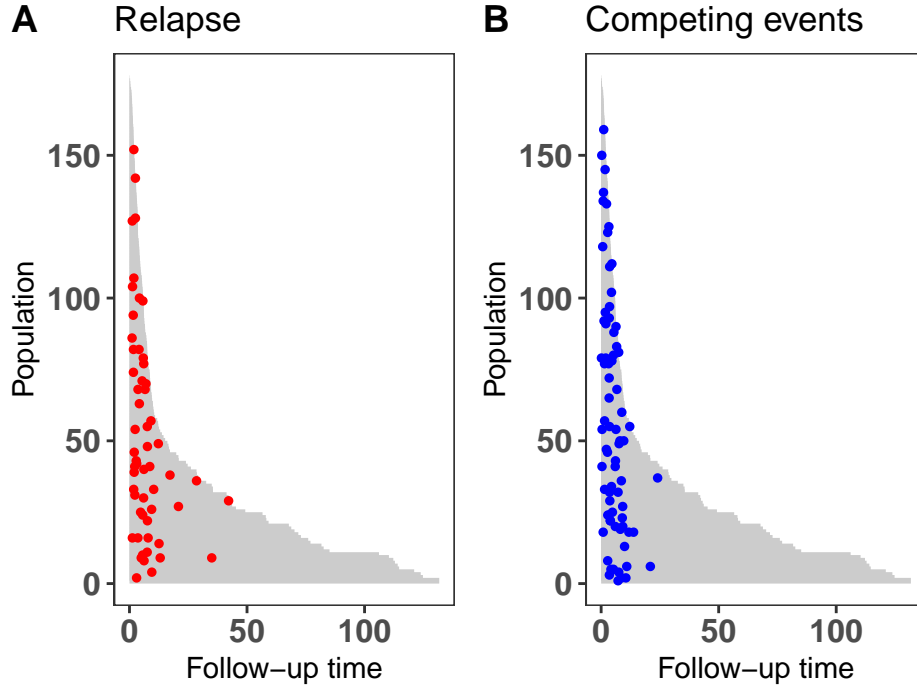 A Relapse
Population
150
100
50
0
0 50 100
Follow−up time
B Competing events
Population
150
100
50
0
0 50 100
Follow−up time